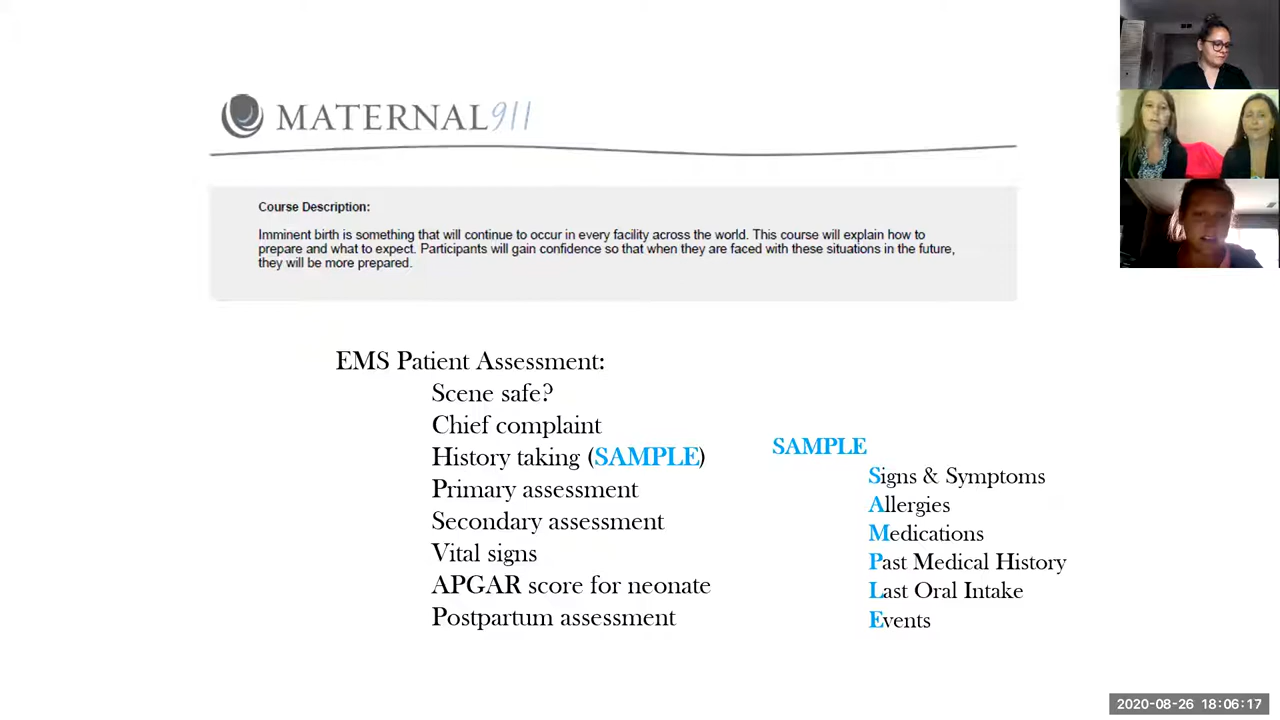 MATERNAL911
Course Description:
Imminent birth is something that will continue to occur in every facility across the world. This course will explain how to
prepare and what to expect. Participants will gain confidence so that when they are faced with these situations in the future,
they will be more prepared.
EMS Patient Assessment:
Scene safe?
Chief complaint
History taking (SAMPLE)
Primary assessment
Secondary assessment
Vital signs
APGAR score for neonate
Postpartum assessment
SAMPLE
Signs & Symptoms
Allergies
Medications
Past Medical History
Last Oral Intake
Events
2020-08-26 18:06:17